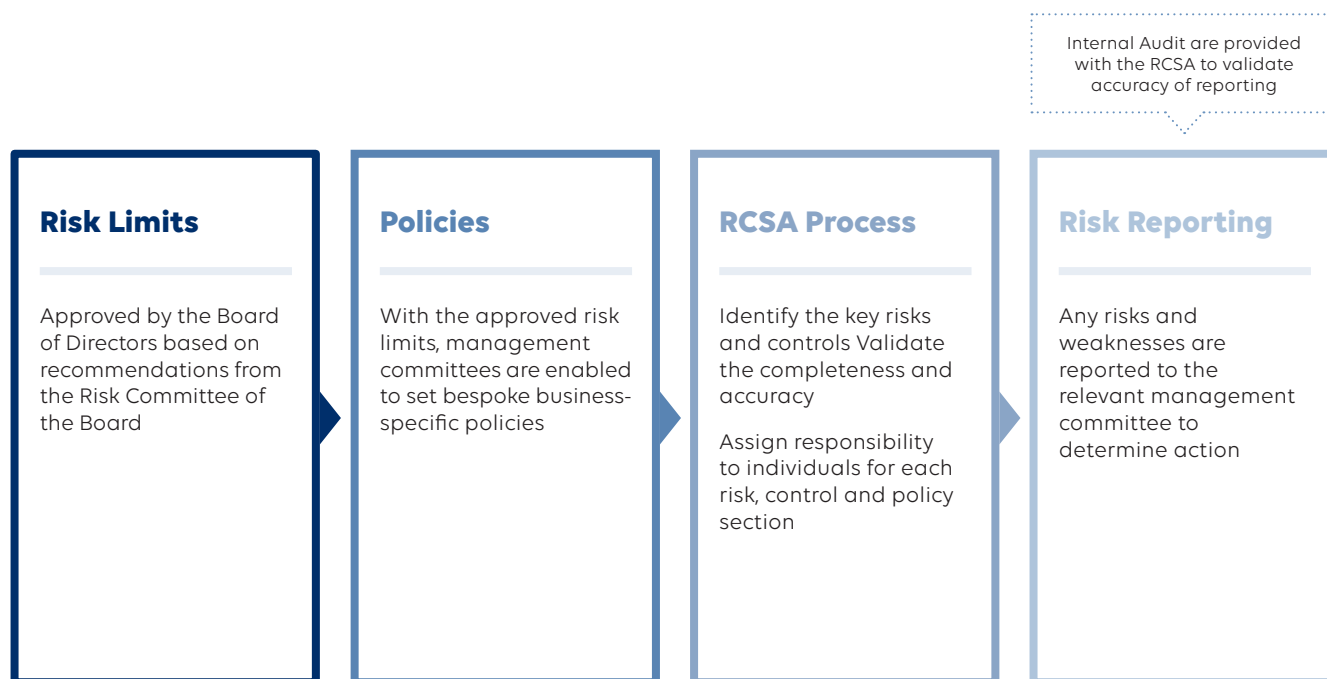 Internal Audit are provided
with the RCSA to validate
accuracy of reporting
Risk Limits
Approved by the Board
of Directors based on
recommendations from
the Risk Committee of
the Board
Policies
With the approved risk
limits, management
committees are enabled
to set bespoke business-
specific policies
RCSA Process
Identify the key risks
and controls Validate
the completeness and
accuracy
Assign responsibility
to individuals for each
risk, control and policy
section
Risk Reporting
Any risks and
weaknesses are
reported to the
relevant management
committee to
determine action